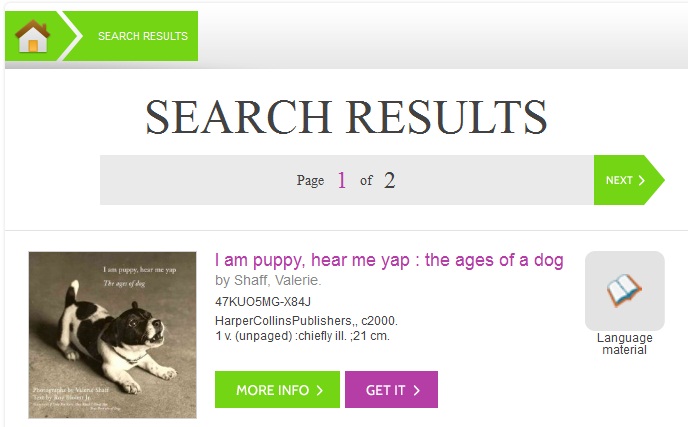 SEARCH RESULTS
SEARCH RESULTS
Page 1 of 2
NEXT
I am puppy, hear me yap
The ages of dog
Photographs by Valerie Shaff
Text by Roy Blount Jr.
I am puppy, hear me yap : the ages of a dog
by Shaff, Valerie.
47KUO5MG-X84J
HarperCollinsPublishers,, c2000.
1 v. (unpaged) :chiefly ill. ;21 cm.
MORE INFO
GET IT
Language
material